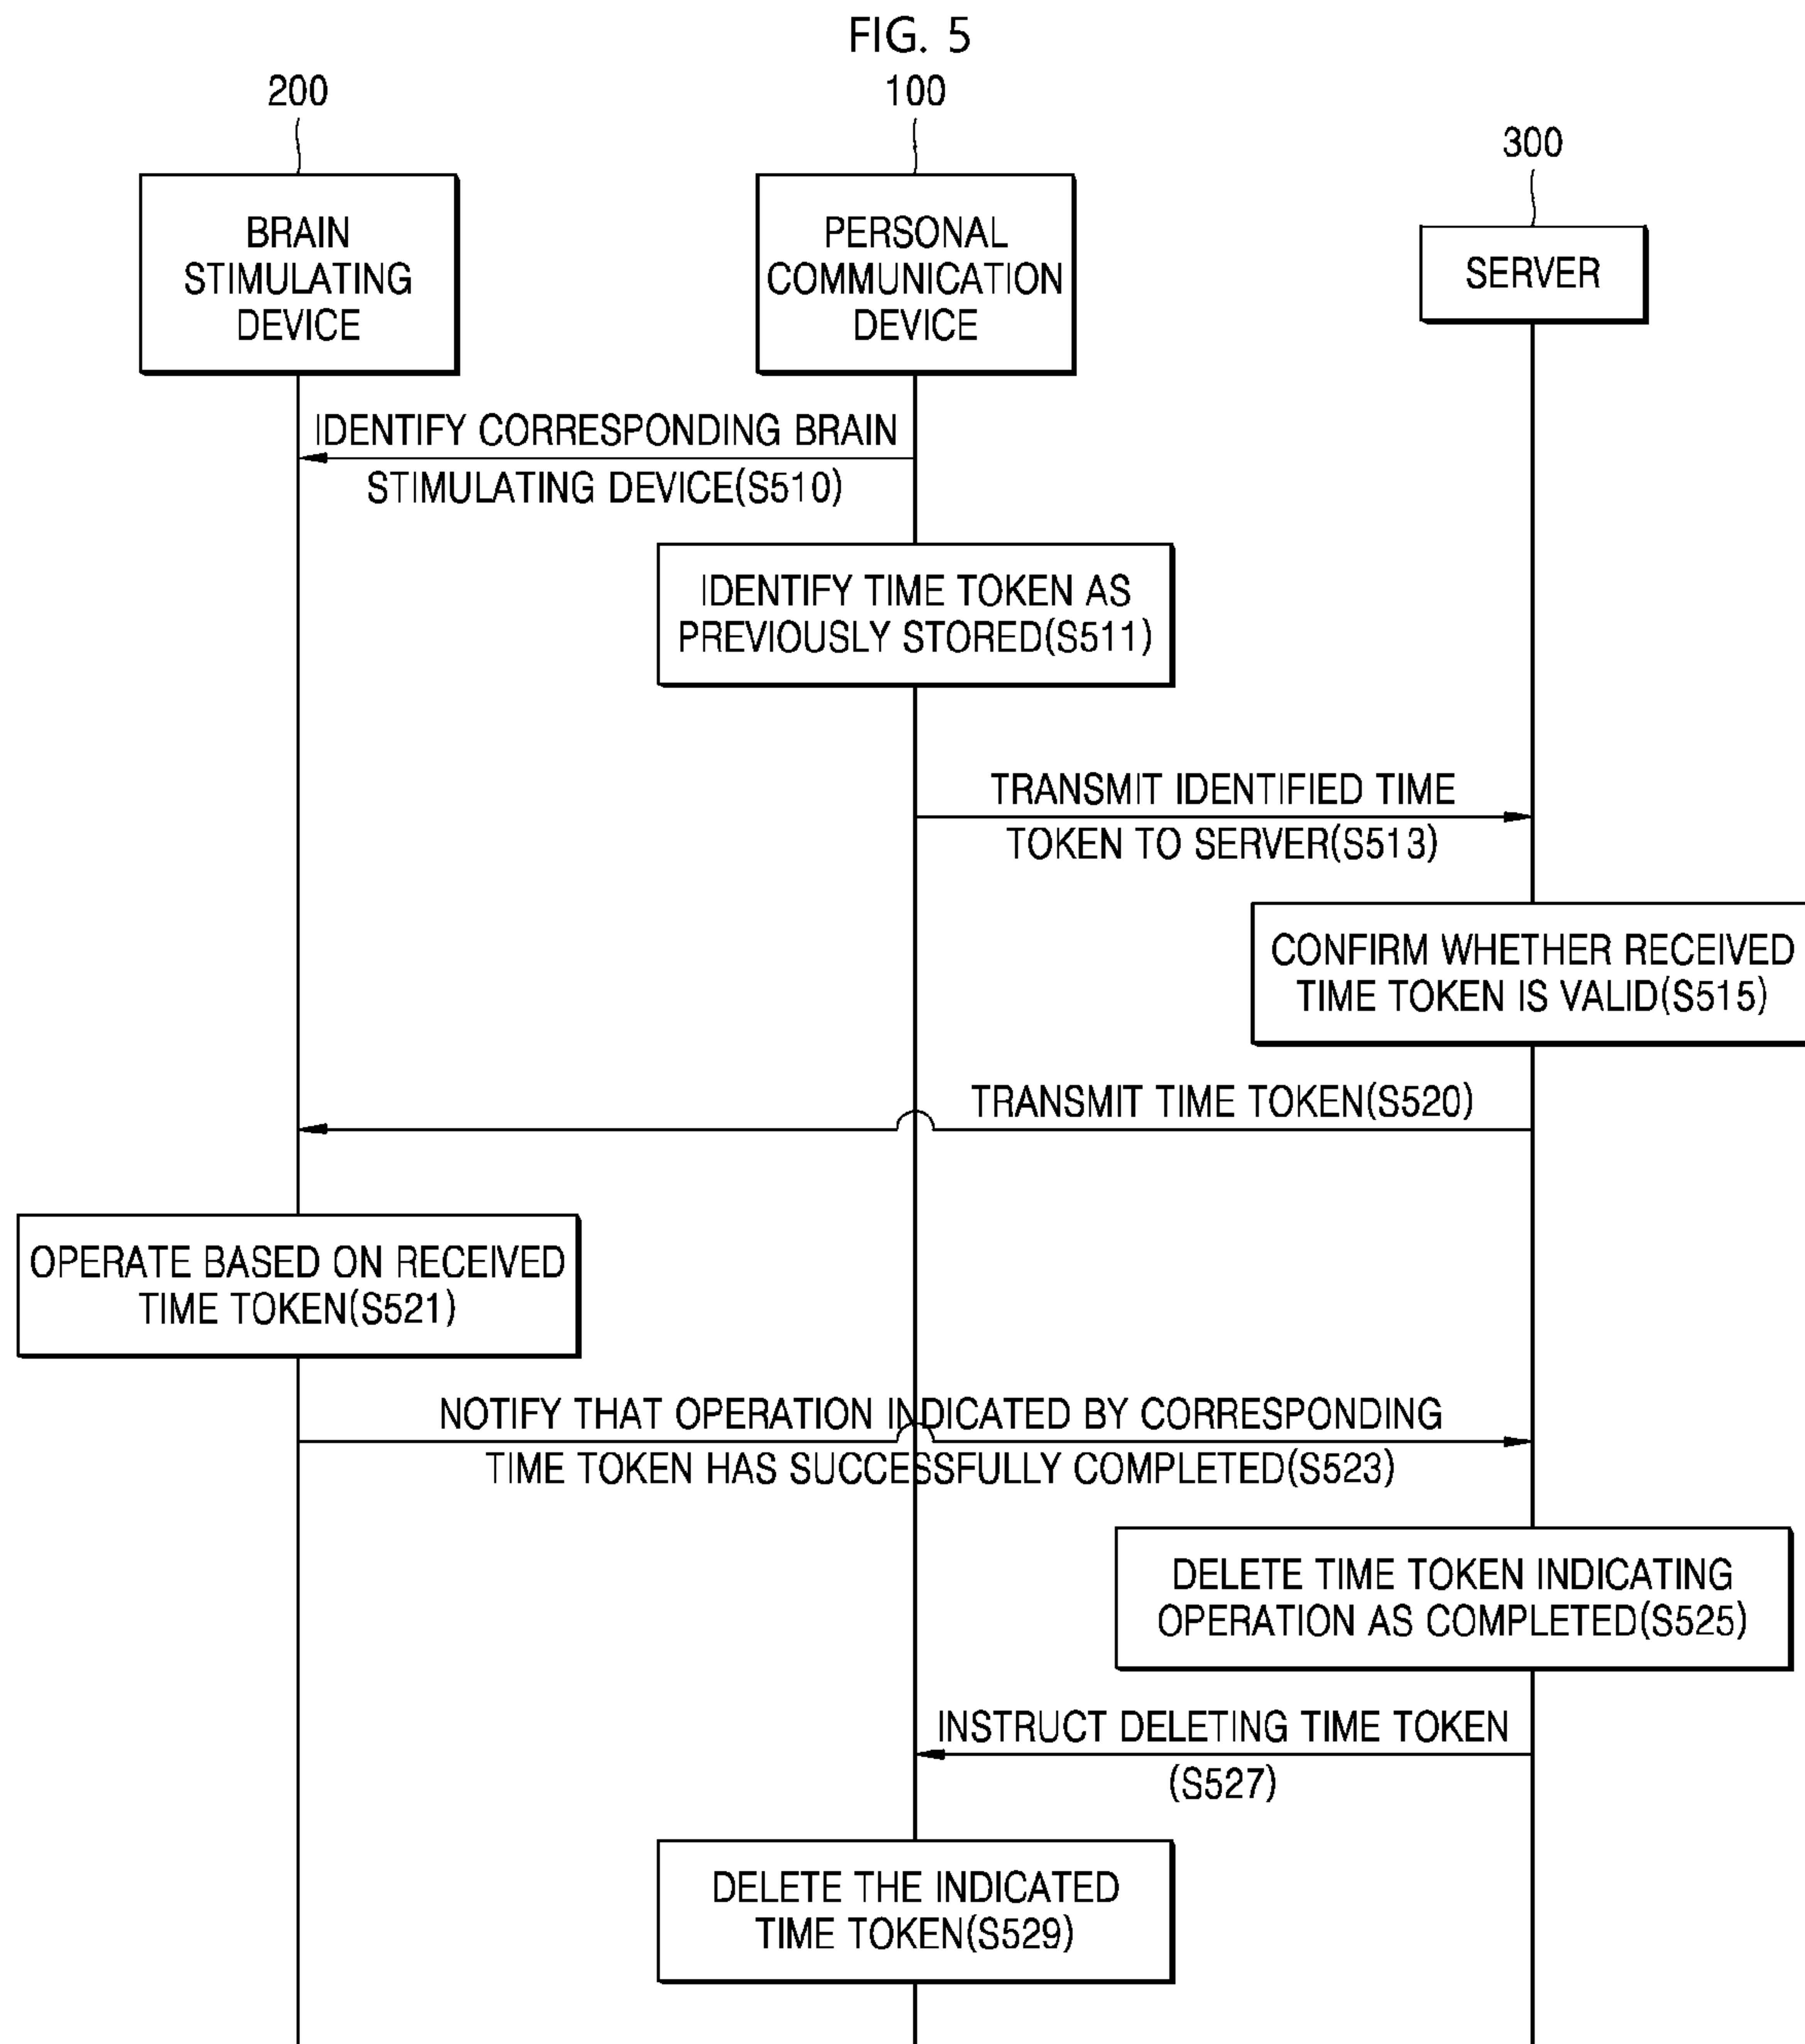 FIG. 5
200
100
300
BRAIN
STIMULATING
DEVICE
PERSONAL
COMMUNICATION
DEVICE
SERVER
IDENTIFY CORRESPONDING BRAIN
STIMULATING DEVICE(S510)
IDENTIFY TIME TOKEN AS
PREVIOUSLY STORED(S511)
TRANSMIT IDENTIFIED TIME
TOKEN TO SERVER(S513)
CONFIRM WHETHER RECEIVED
TIME TOKEN IS VALID(S515)
TRANSMIT TIME TOKEN(S520)
OPERATE BASED ON RECEIVED
TIME TOKEN(S521)
NOTIFY THAT OPERATION INDICATED BY CORRESPONDING
TIME TOKEN HAS SUCCESSFULLY COMPLETED(S523)
DELETE TIME TOKEN INDICATING
OPERATION AS COMPLETED(S525)
INSTRUCT DELETING TIME TOKEN
(S527)
DELETE THE INDICATED
TIME TOKEN(S529)